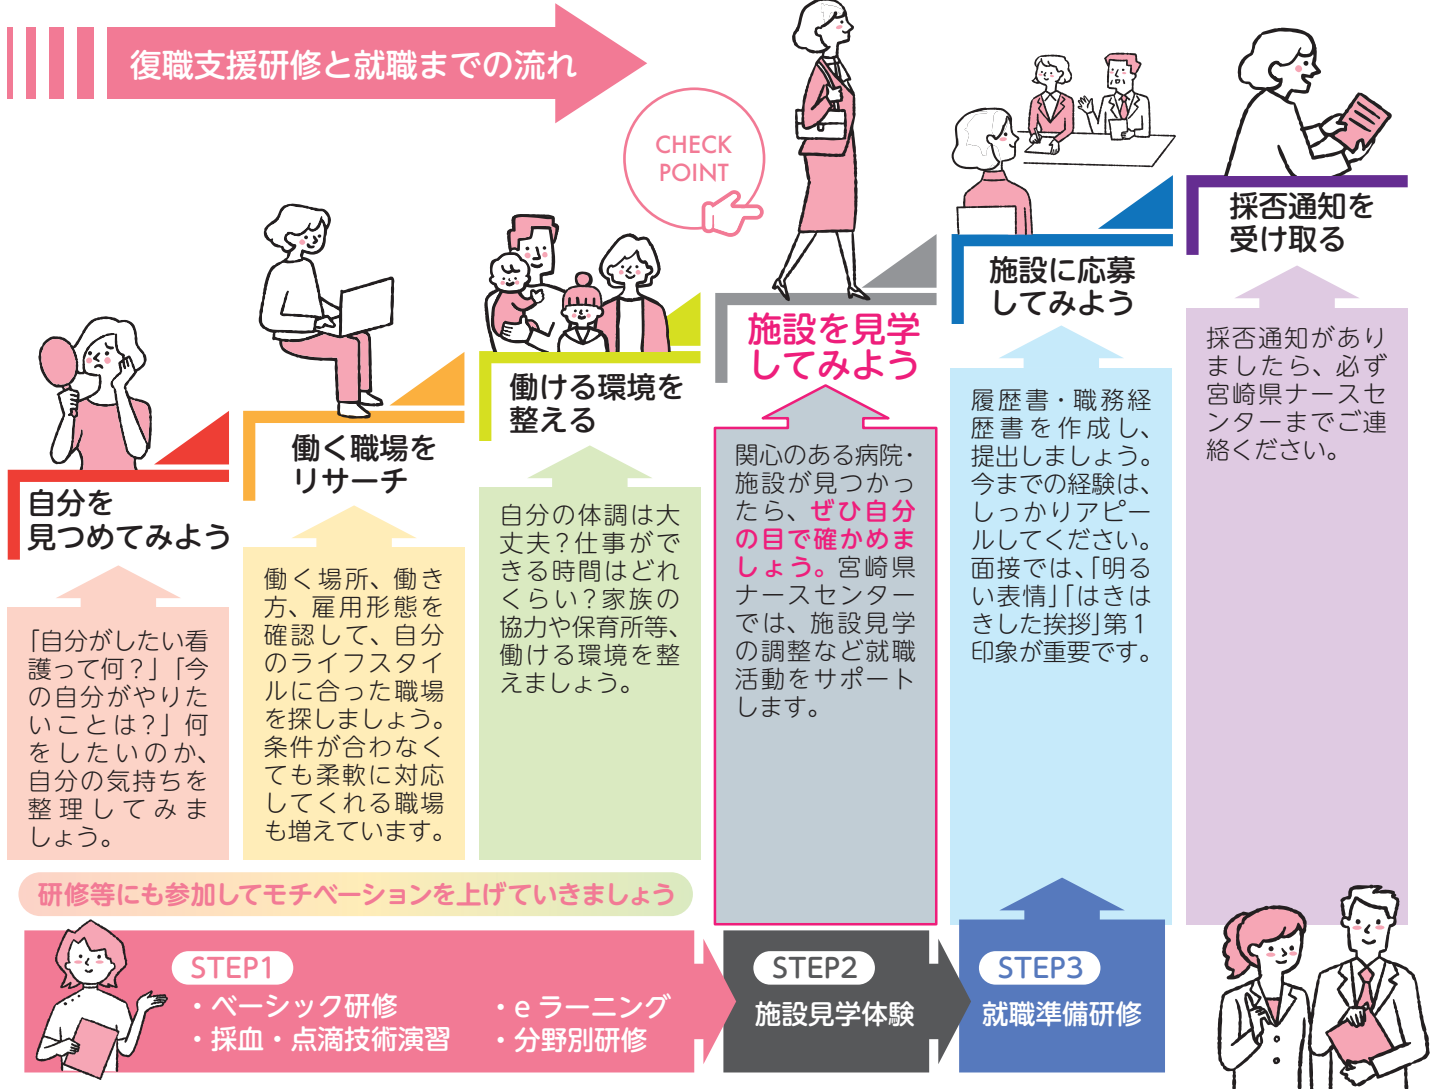 復職支援研修と就職までの流れ
CHECK
POINT
自分を
見つめてみよう
「自分がしたい看
護って何？」「今
の自分がやりた
いことは？」何
をしたいのか、
自分の気持ちを
整理してみま
しょう。
働く職場を
リサーチ
働く場所、働き
方、雇用形態を
確認して、自分
のライフスタイ
ルに合った職場
を探しましょう。
条件が合わなく
ても柔軟に対応
してくれる職場
も増えています。
働ける環境を
整える
自分の体調は大
丈夫？仕事がで
きる時間はどれ
くらい？家族の
協力や保育所等、
働ける環境を整
えましょう。
施設を見学
してみよう
関心のある病院・
施設が見つかっ
たら、ぜひ自分
の目で確かめま
しょう。宮崎県
ナースセンター
では、施設見学
の調整など就職
活動をサポート
します。
施設に応募
してみよう
履歴書・職務経
歴書を作成し、
提出しましょう。
今までの経験は、
しっかりアピー
ルしてください。
面接では、「明る
い表情」「はきは
きした挨拶」第1
印象が重要です。
採否通知を
受け取る
採否通知があり
ましたら、必ず
宮崎県ナースセ
ンターまでご連
絡ください。
研修等にも参加してモチベーションを上げていきましょう
STEP1
・ベーシック研修
・採血・点滴技術演習
・e ラーニング
・分野別研修
STEP2
施設見学体験
STEP3
就職準備研修